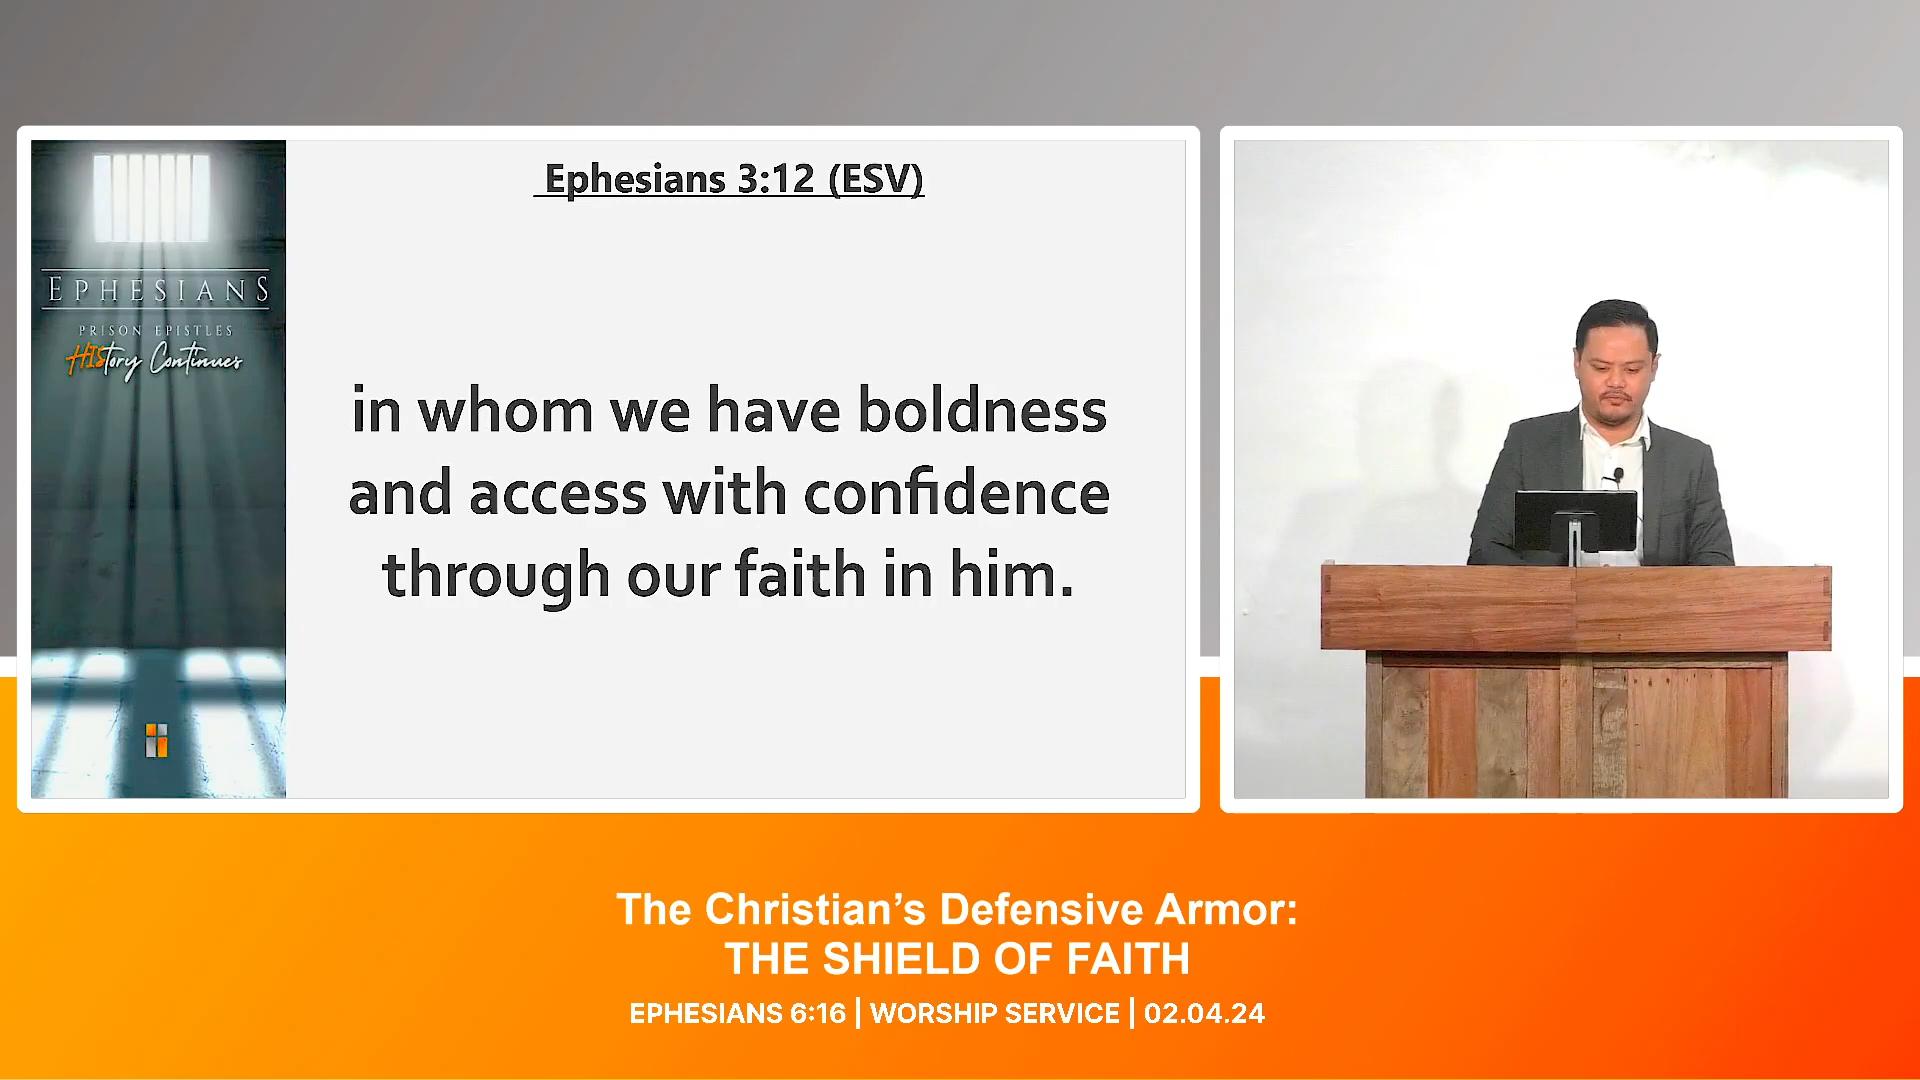 Ephesians 3:12 (ESV)
EPHESIANS
PRISON EPISTLES
HIStory Continues
in whom we have boldness
and access with confidence
through our faith in him.
The Christian’s Defensive Armor:
THE SHIELD OF FAITH
EPHESIANS 6:16 | WORSHIP SERVICE | 02.04.24